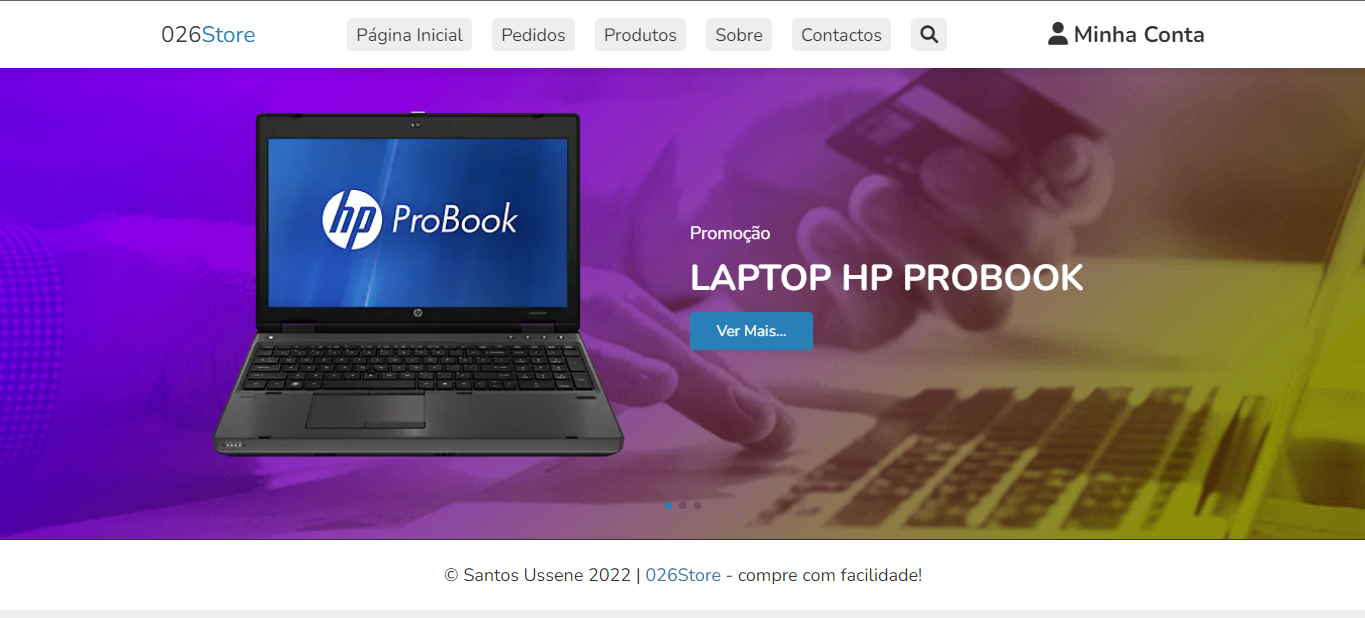 026Store
Página Inicial
Pedidos
Produtos
Sobre
Contactos
Minha Conta
hp ProBook
hp
Promoção
LAPTOP HP PROBOOK
Ver Mais...
© Santos Ussene 2022 | 026Store - compre com facilidade!